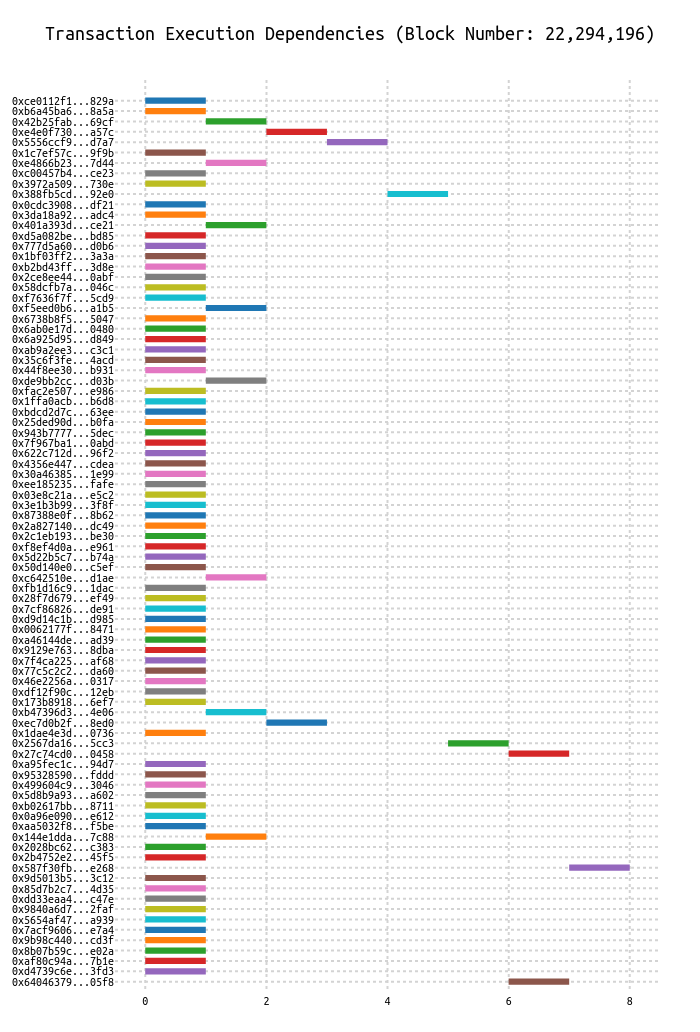 Transaction Execution Dependencies (Block Number: 22,294,196)
0xce0112f1...829a
0xb6a45ba6...8a5a
0x42b25fab...69cf
0xe4e0f730...a57c
0x5556ccf9...d7a7
0x1c7ef57c...9f9b
0xe4866b23...7d44
0xc00457b4...ce23
0x3972a509...730e
0x388fb5cd...92e0
0x0cdc3908...df21
0x3da18a92...adc4
0x401a393d...ce21
0xd5a082be...bd85
0x777d5a60...d0b6
0x1bf03ff2...3a3a
0xb2bd43ff...3d8e
0x2ce8ee44...0abf
0x58dcfb7a...046c
0xf7636f7f...5cd9
0xf5eed0b6...a1b5
0x6738b8f5...5047
0x6ab0e17d...0480
0x6a925d95...d849
0xab9a2ee3...c3c1
0x35c6f3fe...4acd
0x44f8ee30...b931
0xde9bb2cc...d03b
0xfac2e507...e986
0x1ffa0acb...b6d8
0xbdcd2d7c...63ee
0x25ded90d...b0fa
0x943b7777...5dec
0x7f967ba1...0abd
0x622c712d...96f2
0x4356e447...cdea
0x30a46385...1e99
0xee185235...fafe
0x03e8c21a...e5c2
0x3e1b3b99...3f8f
0x87388e0f...8b62
0x2a827140...dc49
0x2c1eb193...be30
0xf8ef4d0a...e961
0x5d22b5c7...b74a
0x50d140e0...c5ef
0xc642510e...d1ae
0xfb1d16c9...1dac
0x28f7d679...ef49
0x7cf86826...de91
0xd9d14c1b...d985
0x0062177f...8471
0xa46144de...ad39
0x9129e763...8dba
0x7f4ca225...af68
0x77c5c2c2...da60
0x46e2256a...0317
0xdf12f90c...12eb
0x173b8918...6ef7
0xb47396d3...4e06
0xec7d0b2f...8ed0
0x1dae4e3d...0736
0x2567da16...5cc3
0x27c74cd0...0458
0xa95fec1c...94d7
0x95328590...fddd
0x499604c9...3046
0x5d8b9a93...a602
0xb02617bb...8711
0x0a96e090...e612
0xaa5032f8...f5be
0x144e1dda...7c88
0x2028bc62...c383
0x2b4752e2...45f5
0x587f30fb...e268
0x9d5013b5...3c12
0x85d7b2c7...4d35
0xdd33eaa4...c47e
0x9840a6d7...2faf
0x5654af47...a939
0x7acf9606...e7a4
0x9b98c440...cd3f
0x8b07b59c...e02a
0xaf80c94a...7b1e
0xd4739c6e...3fd3
0x64046379...05f8
0 2 4 6 8